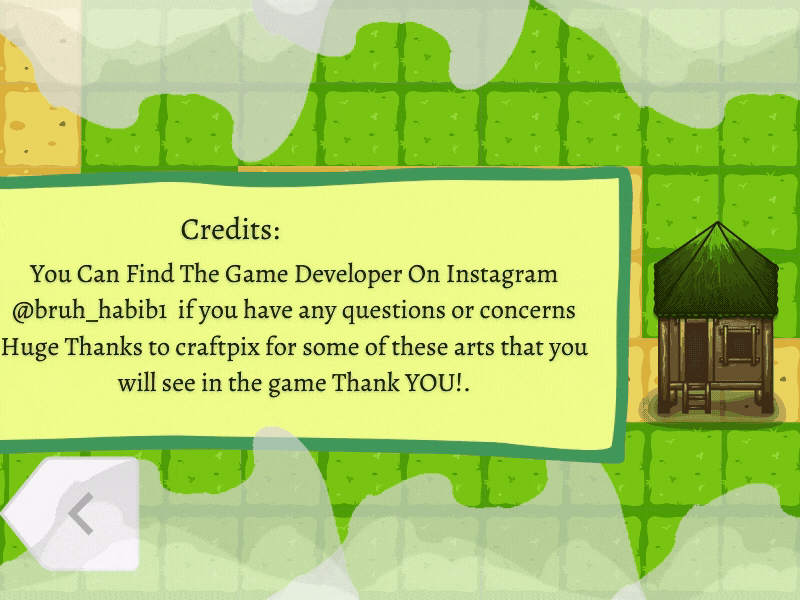 Credits:
You Can Find The Game Developer On Instagram
@bruh_habib1 if you have any questions or concerns
Huge Thanks to craftpix for some of these arts that you
will see in the game Thank YOU!.